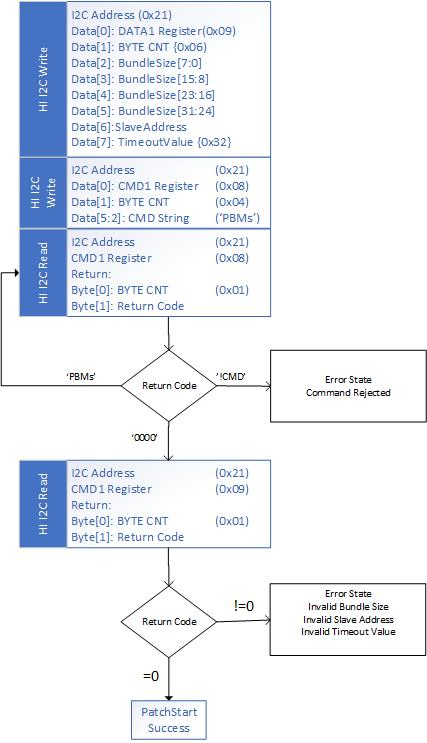 HI I2C Write
I2C Address (0x21)
Data[0]: DATA1 Register(0x09)
Data[1]: BYTE CNT {0x06)
Data[2]: BundleSize[7:0]
Data[3]: BundleSize[15:8]
Data[4]: BundleSize[23:16]
Data[5]: BundleSize[31:24]
Data[6]:SlaveAddress
Data[7]: TimeoutValue {0x32}
HI I2C
Write
I2C Address (0x21)
Data[0]: CMD1 Register (0x08)
Data[1]: BYTE CNT (0x04)
Data[5:2]: CMD String ('PBMs')
HI I2C Read
I2C Address (0x21)
CMD1 Register (0x08)
Return:
Byte[0]: BYTE CNT (0x01)
Byte[1]: Return Code
'PBMs'
Return Code
'!CMD'
Error State
Command Rejected
'0000'
HI I2C Read
I2C Address (0x21)
CMD1 Register (0x09)
Return:
Byte[0]: BYTE CNT (0x01)
Byte[1]: Return Code
Return Code
!=0
Error State
Invalid Bundle Size
Invalid Slave Address
Invalid Timeout Value
=0
PatchStart
Success